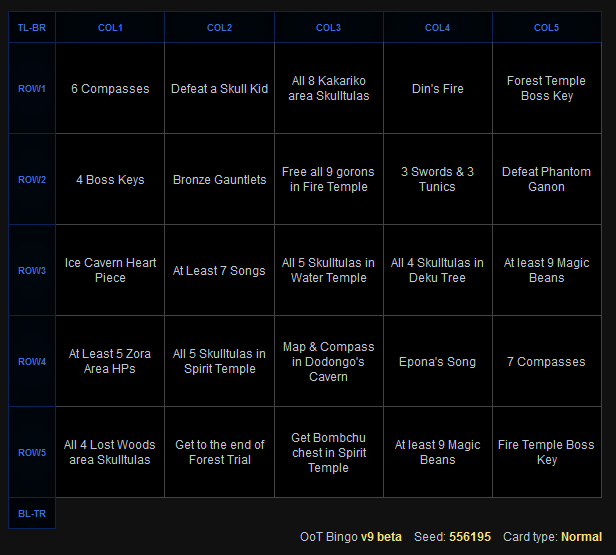 TL-BR COL1 COL2 COL3 COL4 COL5
ROW1
6 Compasses
Defeat a Skull Kid
All 8 Kakariko
area Skulltulas
Din's Fire
Forest Temple
Boss Key
ROW2
4 Boss Keys
Bronze Gauntlets
Free all 9 gorons
in Fire Temple
3 Swords & 3
Tunics
Defeat Phantom
Ganon
ROW3
Ice Cavern Heart
Piece
At Least 7 Songs
All 5 Skulltulas in
Water Temple
All 4 Skulltulas in
Deku Tree
At least 9 Magic
Beans
ROW4
At Least 5 Zora
Area HPs
All 5 Skulltulas in
Spirit Temple
Map & Compass
in Dodongo's
Cavern
Epona's Song
7 Compasses
ROW5
All 4 Lost Woods
area Skulltulas
Get to the end of
Forest Trial
Get Bombchu
chest in Spirit
Temple
At least 9 Magic
Beans
Fire Temple Boss
Key
BL-TR
OoT Bingo v9 beta Seed: 556195 Card type: Normal